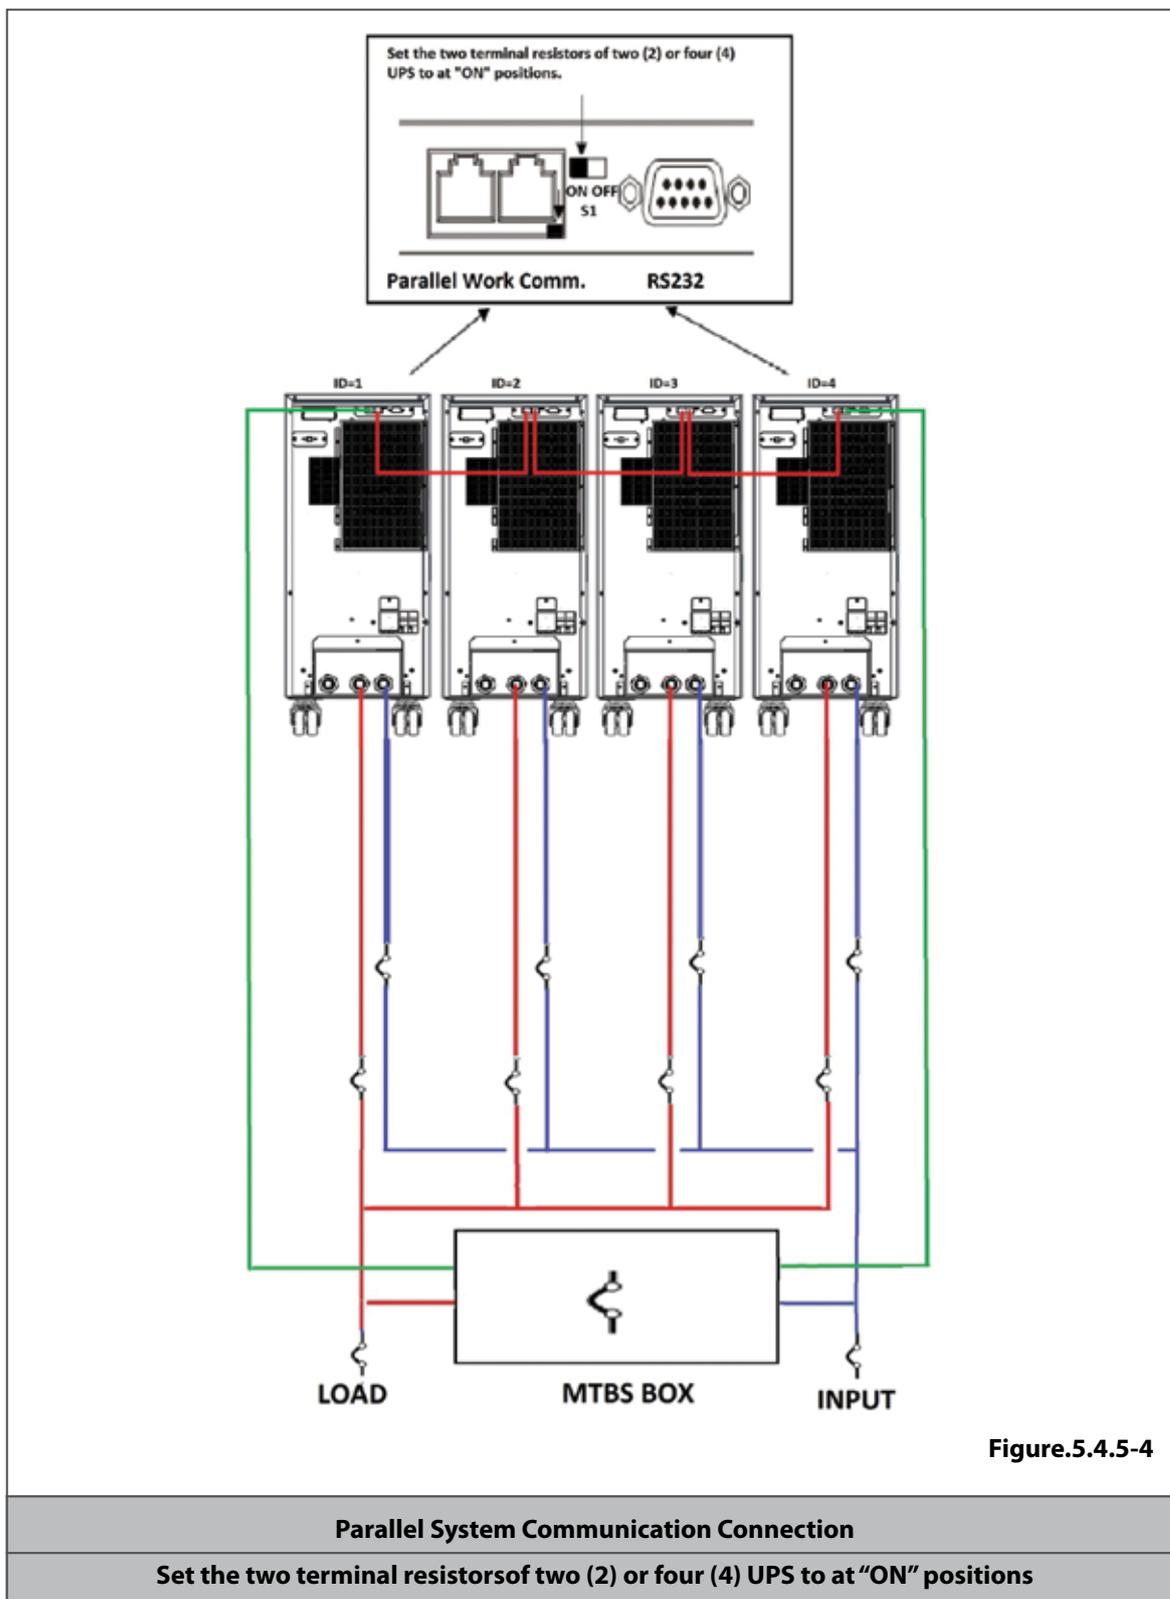 Set the two terminal resistors of two (2) or four (4)
UPS to at "ON" positions.
ON OFF
S1
Parallel Work Comm.
RS232
ID=1
ID=2
ID=3
ID=4
LOAD
MTBS BOX
INPUT
Figure.5.4.5-4
Parallel System Communication Connection
Set the two terminal resistorsof two (2) or four (4) UPS to at “ON” positions